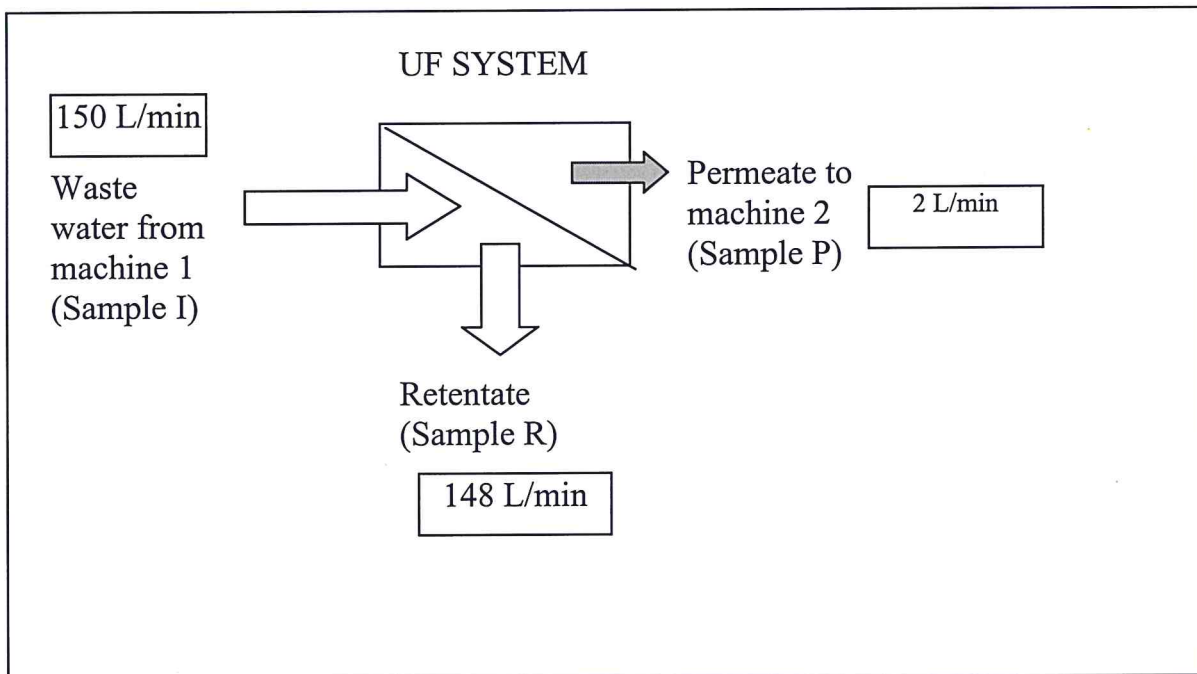 UF SYSTEM
150 L/min
Waste
water from
machine 1
(Sample I)
Permeate to
machine 2
(Sample P)
2 L/min
Retentate
(Sample R)
148 L/min